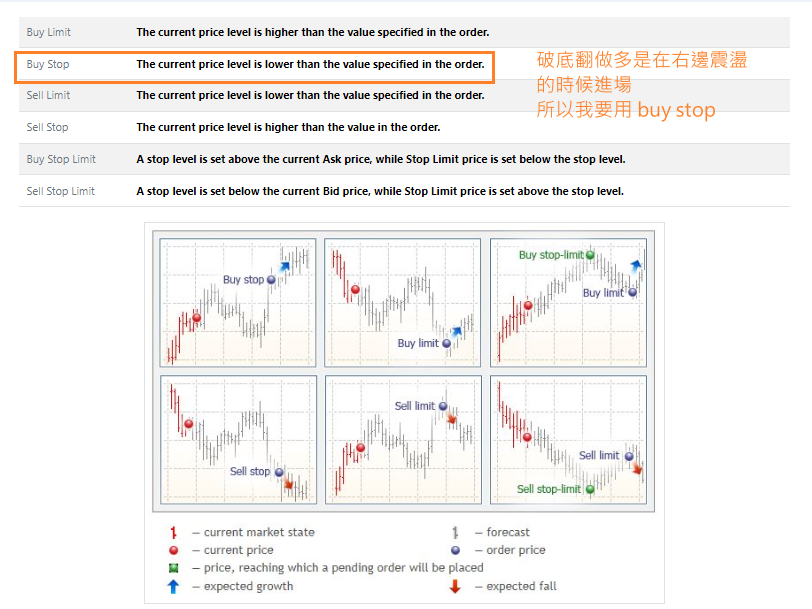 Buy Limit The current price level is higher than the value specified in the order.
Buy Stop The current price level is lower than the value specified in the order.
Sell Limit The current price level is lower than the value specified in the order.
Sell Stop The current price level is higher than the value in the order.
Buy Stop Limit A stop level is set above the current Ask price, while Stop Limit price is set below the stop level.
Sell Stop Limit A stop level is set below the current Bid price, while Stop Limit price is set above the stop level.
破底翻做多是在右邊震盪
的時候進場
所以我要用 buy stop
Buy stop
Buy limit
Buy stop-limit
Buy limit
Sell stop
Sell limit
Sell limit
Sell stop-limit
– current market state
– forecast
– current price
– order price
– price, reaching which a pending order will be placed
– expected growth
– expected fall